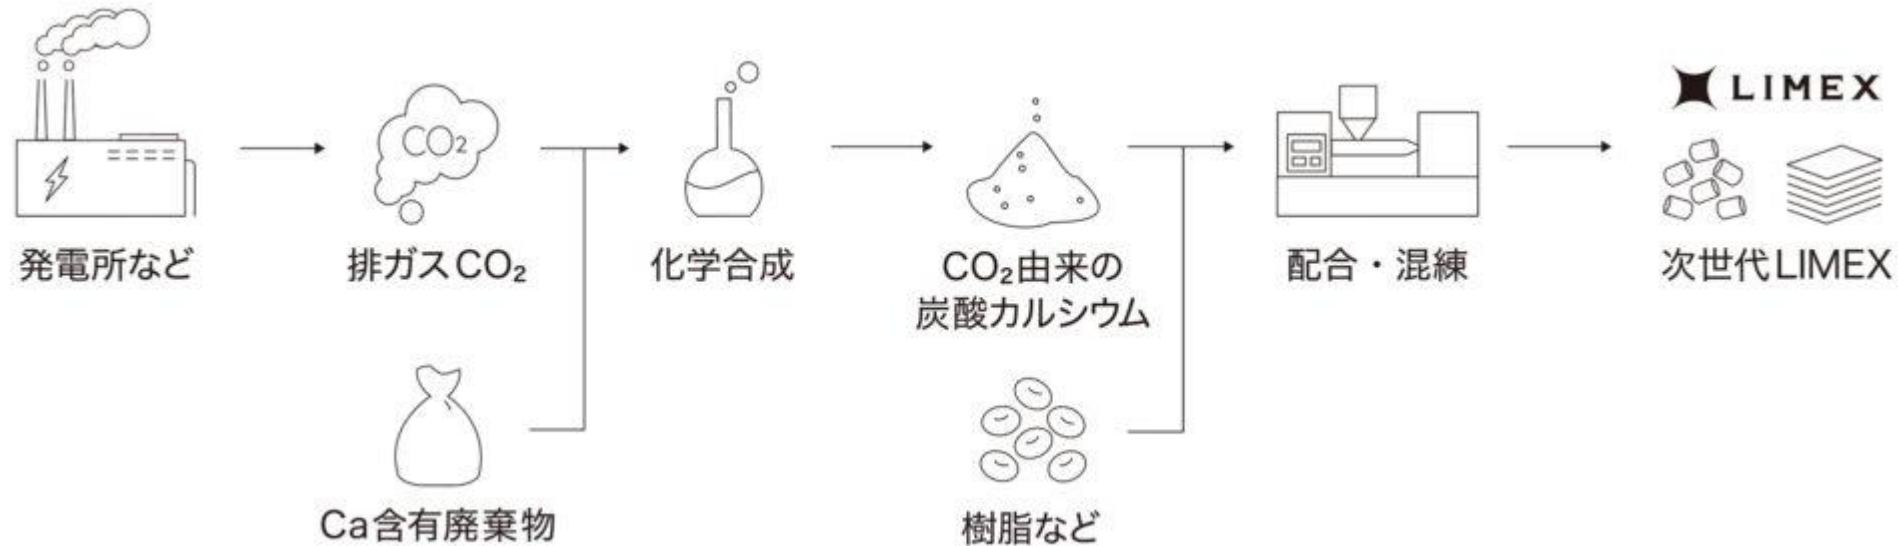 LIMEX
CO₂
発電所など
排ガスCO₂
化学合成
CO₂由来の
炭酸カルシウム
配合・混練
次世代LIMEX
Ca含有廃棄物
樹脂など